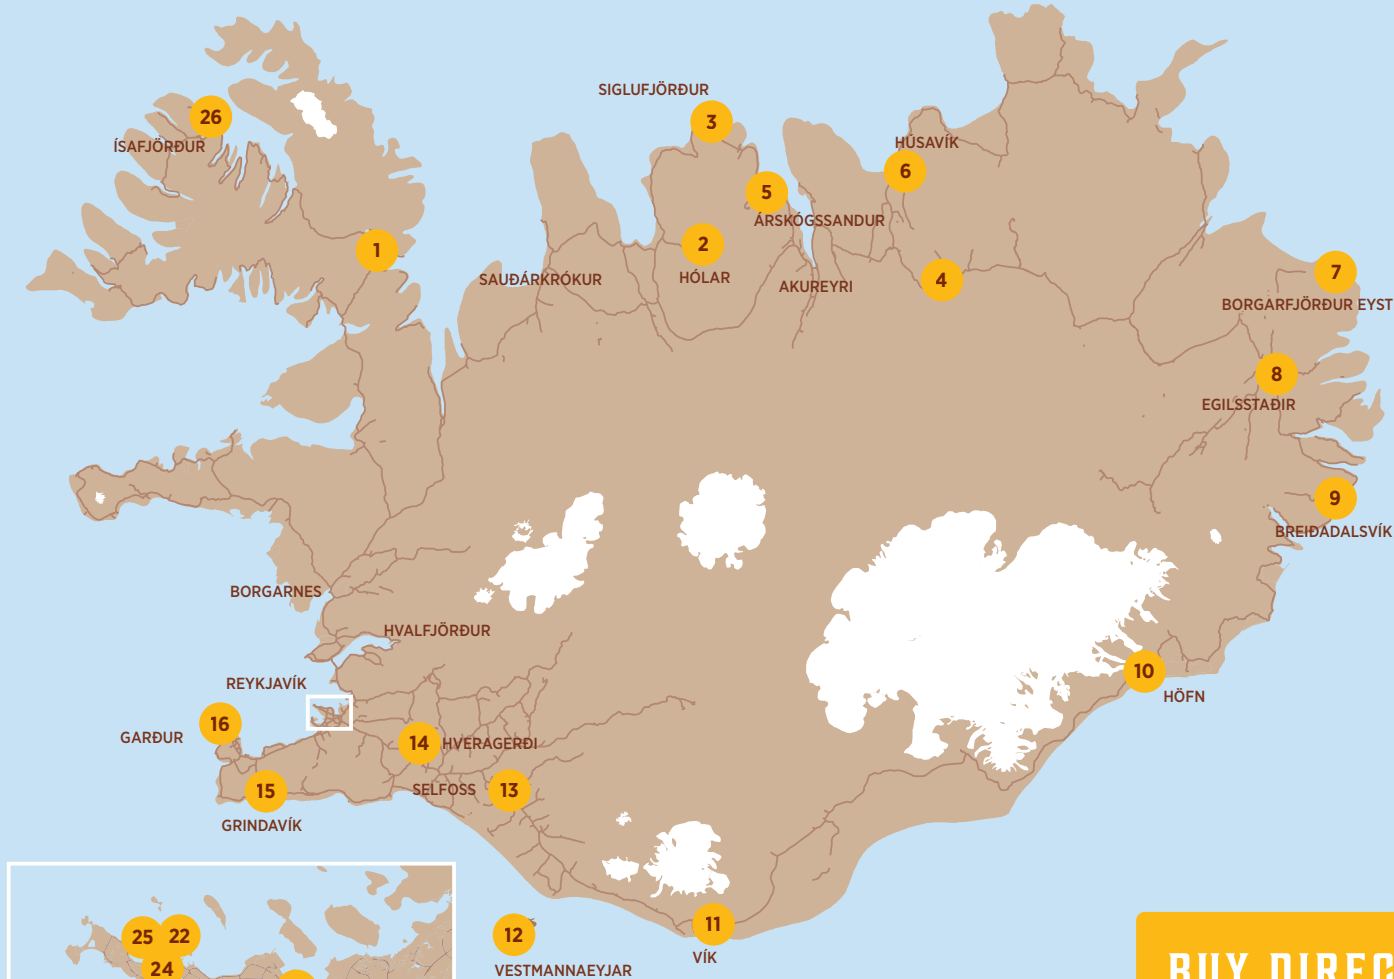 SIGLUFJÖRÐUR
3
26
ÍSAFJÖRÐUR
HÚSAVÍK
6
5
ÁRSKÓGSSANDUR
1
2
HÓLAR
SAUÐÁRKRÓKUR
AKUREYRI
4
7
BORGARFJÖRÐUR EYST
8
EGILSSTAÐIR
9
BREIÐADALSVÍK
BORGARNES
HVALFJÖRÐUR
REYKJAVÍK
10
HÖFN
16
GARÐUR
14 HVERAGERÐI
SELFOSS 13
15
GRINDAVÍK
11
VÍK
12
VESTMANNAEYJAR
25 22
24
BUY DIREC